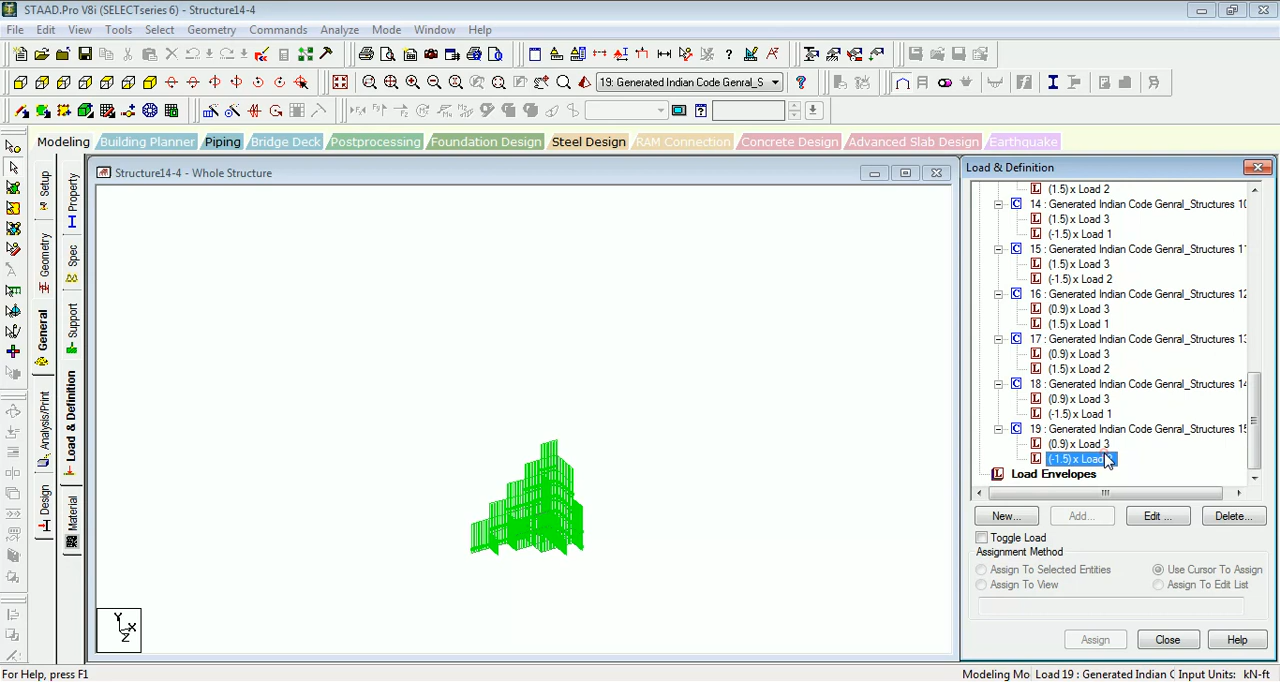 STAAD.Pro V8i (SELECTseries 6) - Structure14-4
File Edit View Tools Select Geometry Commands Analyze Mode Window Help
19: Generated Indian Code Genral_S
Modeling Building Planner Piping Bridge Deck Postprocessing Foundation Design Steel Design RAM Connection Concrete Design Advanced Slab Design Earthquake
Setup
Geometry
General
Analysis/Print
Design
Property
Spec
Support
Load & Definition
Material
Structure14-4 - Whole Structure
Y
X
Z
Load & Definition
(1.5) x Load 2
14 : Generated Indian Code Genral_Structures 10
(1.5) x Load 3
(-1.5) x Load 1
15 : Generated Indian Code Genral_Structures 11
(1.5) x Load 3
(-1.5) x Load 2
16 : Generated Indian Code Genral_Structures 12
(0.9) x Load 3
(1.5) x Load 1
17 : Generated Indian Code Genral_Structures 13
(0.9) x Load 3
(1.5) x Load 2
18 : Generated Indian Code Genral_Structures 14
(0.9) x Load 3
(-1.5) x Load 1
19 : Generated Indian Code Genral_Structures 15
(0.9) x Load 3
(-1.5) x Load
Load Envelopes
New... Add... Edit ... Delete...
Toggle Load
Assignment Method
Assign To Selected Entities Use Cursor To Assign
Assign To View Assign To Edit List
Assign Close Help
For Help, press F1 Modeling Mo Load 19 : Generated Indian C Input Units: kN-ft